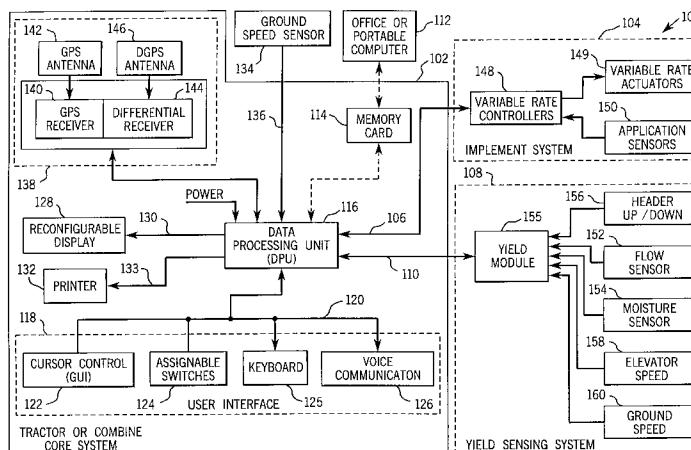 142
146
GPS
ANTENNA
DGPS
ANTENNA
140
144
GPS
RECEIVER
DIFFERENTIAL
RECEIVER
138
GROUND
SPEED SENSOR
134
136
OFFICE OR
PORTABLE
COMPUTER
112
102
114
MEMORY
CARD
104
10
148
149
VARIABLE RATE
CONTROLLERS
VARIABLE RATE
ACTUATORS
150
APPLICATION
SENSORS
IMPLEMENT SYSTEM
128
RECONFIGURABLE
DISPLAY
130
POWER
116
DATA
PROCESSING UNIT
(DPU)
106
110
132
PRINTER
133
108
155
YIELD
MODULE
156
HEADER
UP / DOWN
152
FLOW
SENSOR
154
MOISTURE
SENSOR
158
ELEVATOR
SPEED
160
GROUND
SPEED
YIELD SENSING SYSTEM
118
120
CURSOR CONTROL
(GUI)
ASSIGNABLE
SWITCHES
KEYBOARD
VOICE
COMMUNICATON
122
124
125
126
USER INTERFACE
TRACTOR OR COMBINE
CORE SYSTEM